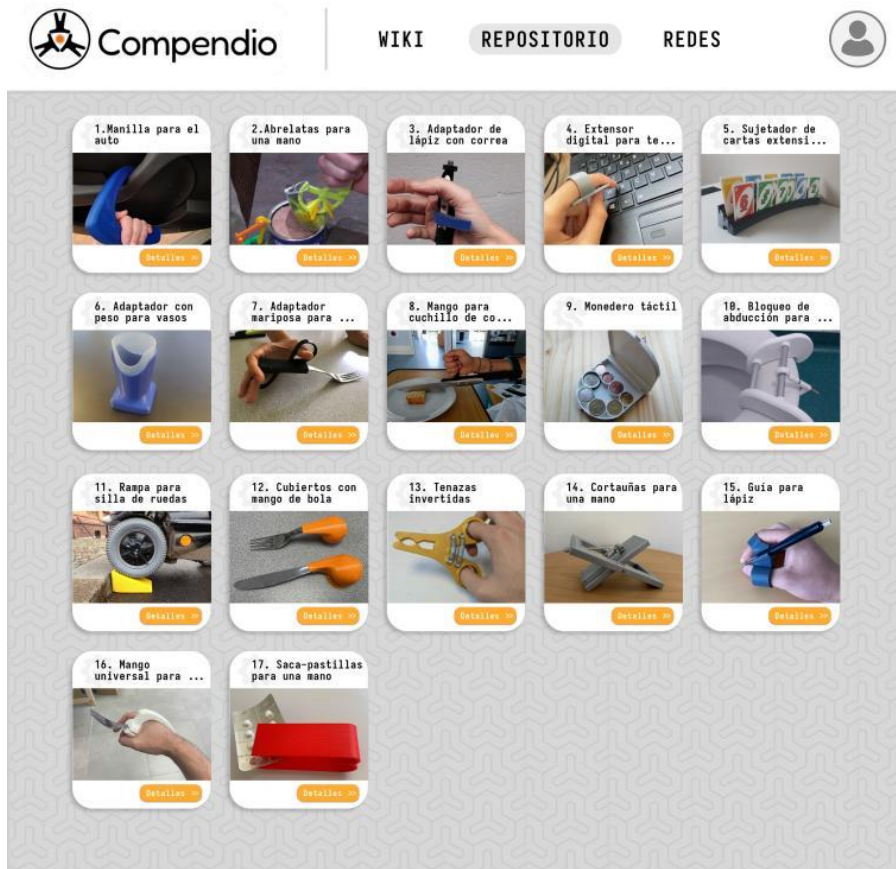 Compendio
WIKI
REPOSITORIO
REDES
1.Manilla para el
auto
Detalles >>
2.Abrelatas para
una mano
Detalles >>
3. Adaptador de
lápiz con correa
Detalles >>
4. Extensor
digital para te...
Detalles >>
5. Sujetador de
cartas extensi...
Detalles >>
6. Adaptador con
peso para vasos
Detalles >>
7. Adaptador
mariposa para ...
Detalles >>
8. Mango para
cuchillo de co...
Detalles >>
9. Monedero táctil
Detalles >>
10. Bloqueo de
abducción para ...
Detalles >>
11. Rampa para
silla de ruedas
Detalles >>
12. Cubiertos con
mango de bola
Detalles >>
13. Tenazas
invertidas
Detalles >>
14. Cortauñas para
una mano
Detalles >>
15. Guía para
lápiz
Detalles >>
16. Mango
universal para ...
Detalles >>
17. Saca-pastillas
para una mano
Detalles >>